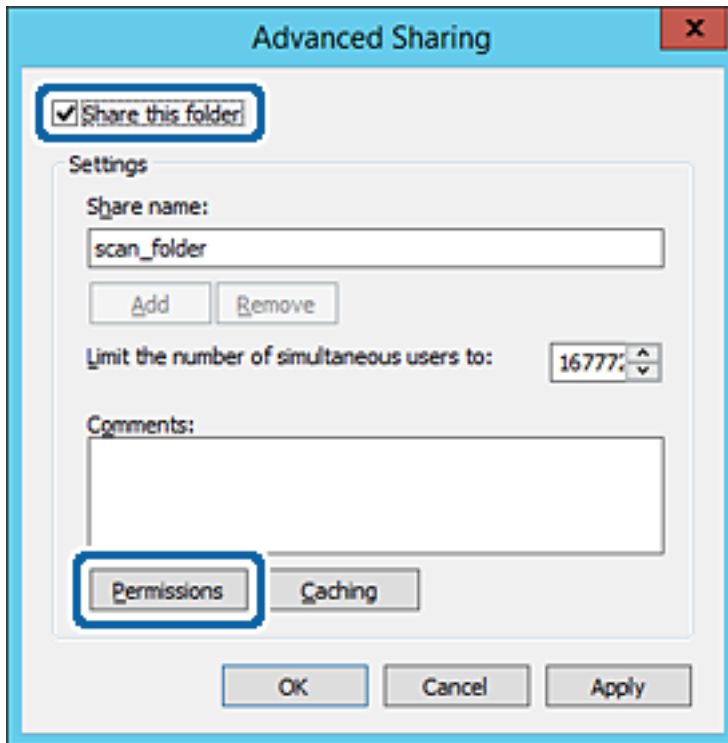 Advanced Sharing
Share this folder
Settings
Share name:
scan_folder
Add Remove
Limit the number of simultaneous users to: 16777
Comments:
Permissions Caching
OK Cancel Apply